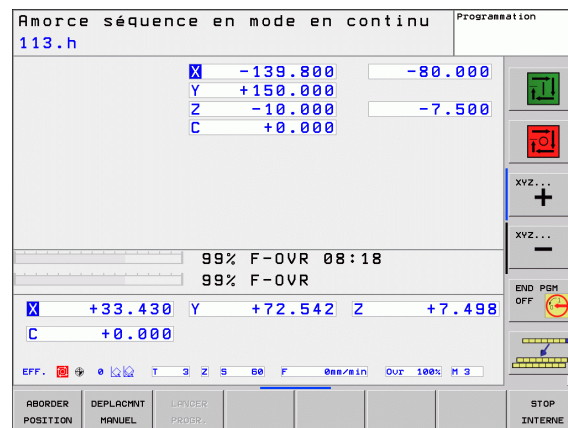 Amorce séquence en mode en continu
Programmation
113.h
X -139.800 -80.000
Y +150.000
Z -10.000 -7.500
C +0.000
XYZ...
+
XYZ...
−
99% F-OVR 08:18
99% F-OVR
END PGM
OFF
X +33.430 Y +72.542 Z +7.498
C +0.000
EFF. 0 T 3 Z S 60 F 0mm/min Ovr 100% M 3
ABORDER POSITION
DEPLACMNT MANUEL
LANCER PROGR.
STOP INTERNE